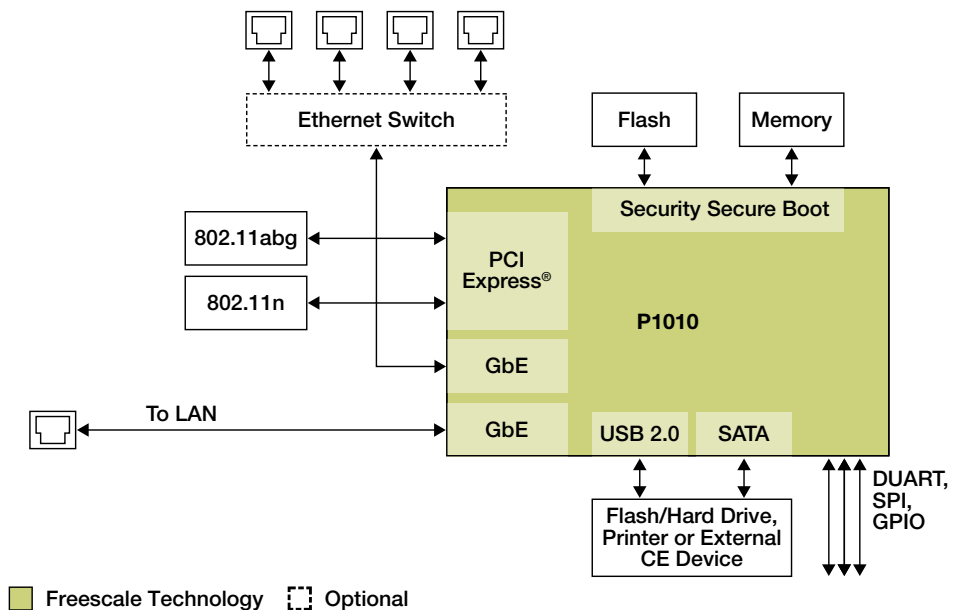 Ethernet Switch
Flash
Memory
Security Secure Boot
802.11abg
PCI
Express®
802.11n
P1010
GbE
To LAN
GbE
USB 2.0
SATA
DUART,
SPI,
GPIO
Flash/Hard Drive,
Printer or External
CE Device
Freescale Technology
Optional